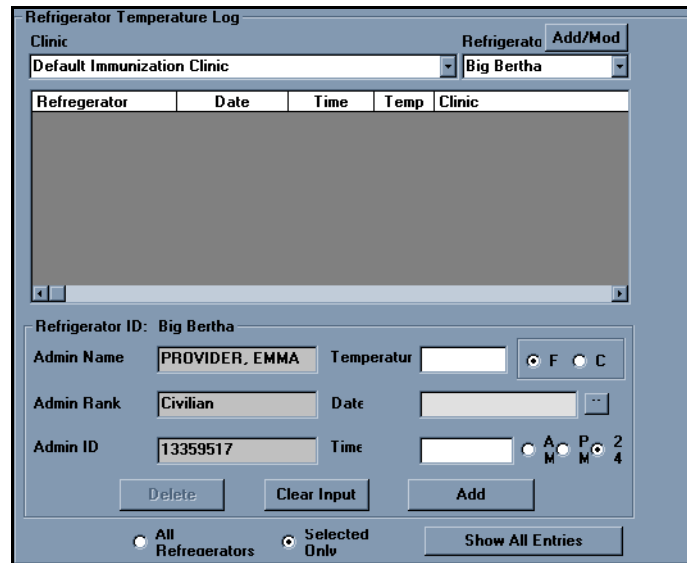 Refrigerator Temperature Log
Clinic Refrigerato Add/Mod
Default Immunization Clinic Big Bertha
Refregerator Date Time Temp Clinic
Refrigerator ID: Big Bertha
Admin Name PROVIDER, EMMA Temperatur F C
Admin Rank Civilian Date ..
Admin ID 13359517 Time AM PM 24
Delete Clear Input Add
All Refregerators Selected Only Show All Entries